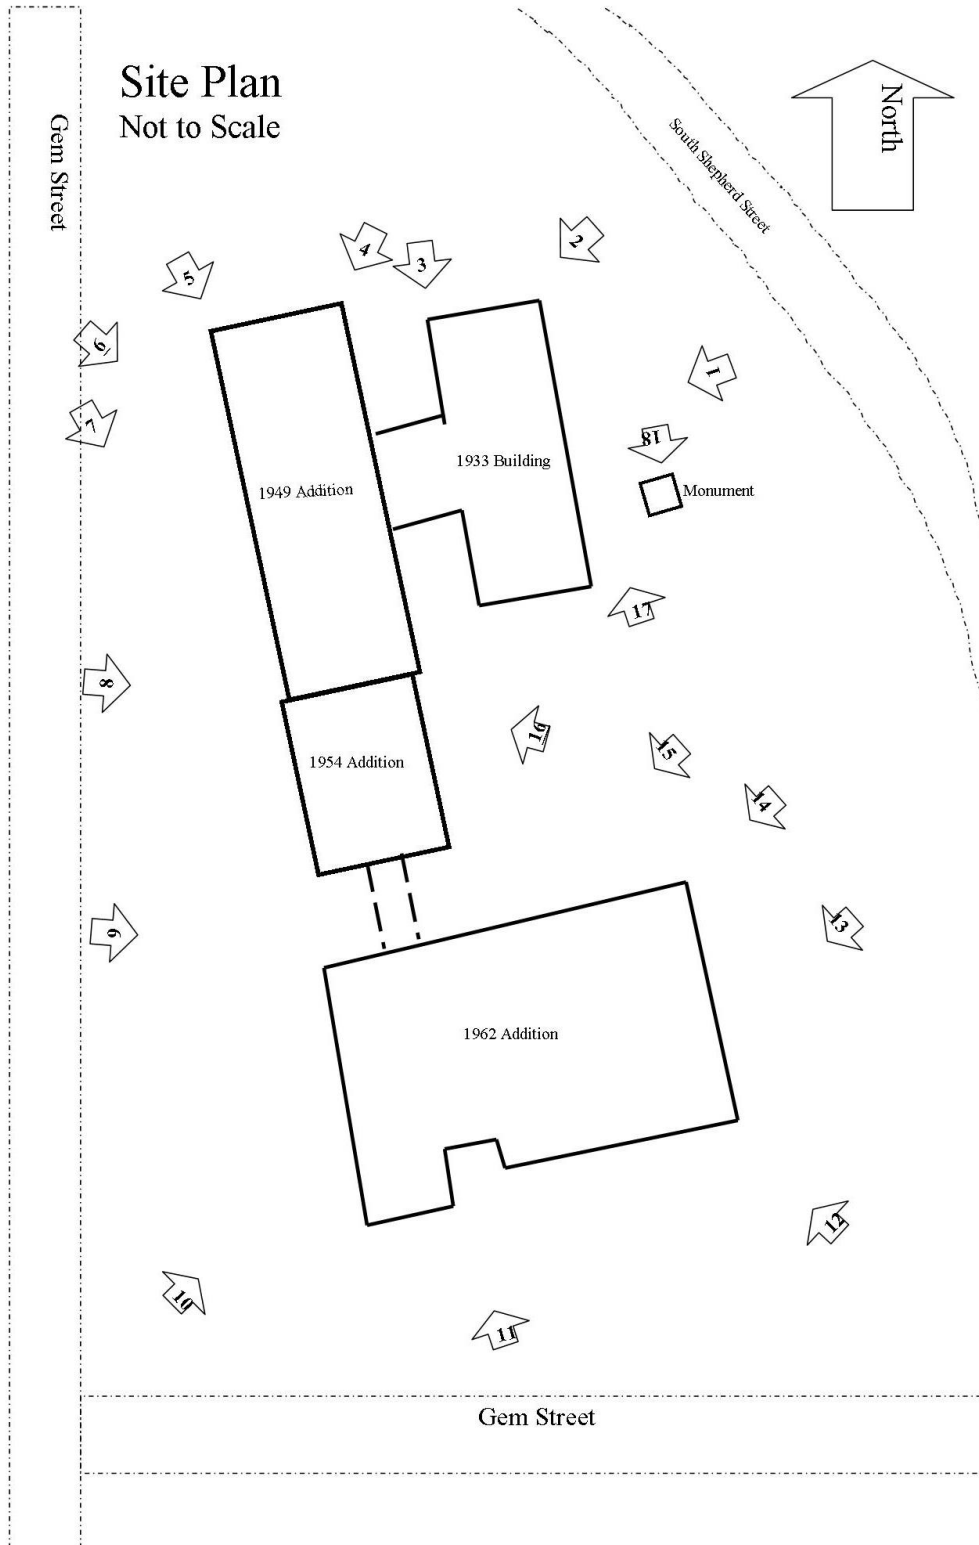 Site Plan
Not to Scale
North
Gem Street
South Shepherd Street
2
4
3
5
6
1
7
18
1933 Building
1949 Addition
Monument
17
8
16
15
1954 Addition
14
13
9
1962 Addition
12
10
11
Gem Street